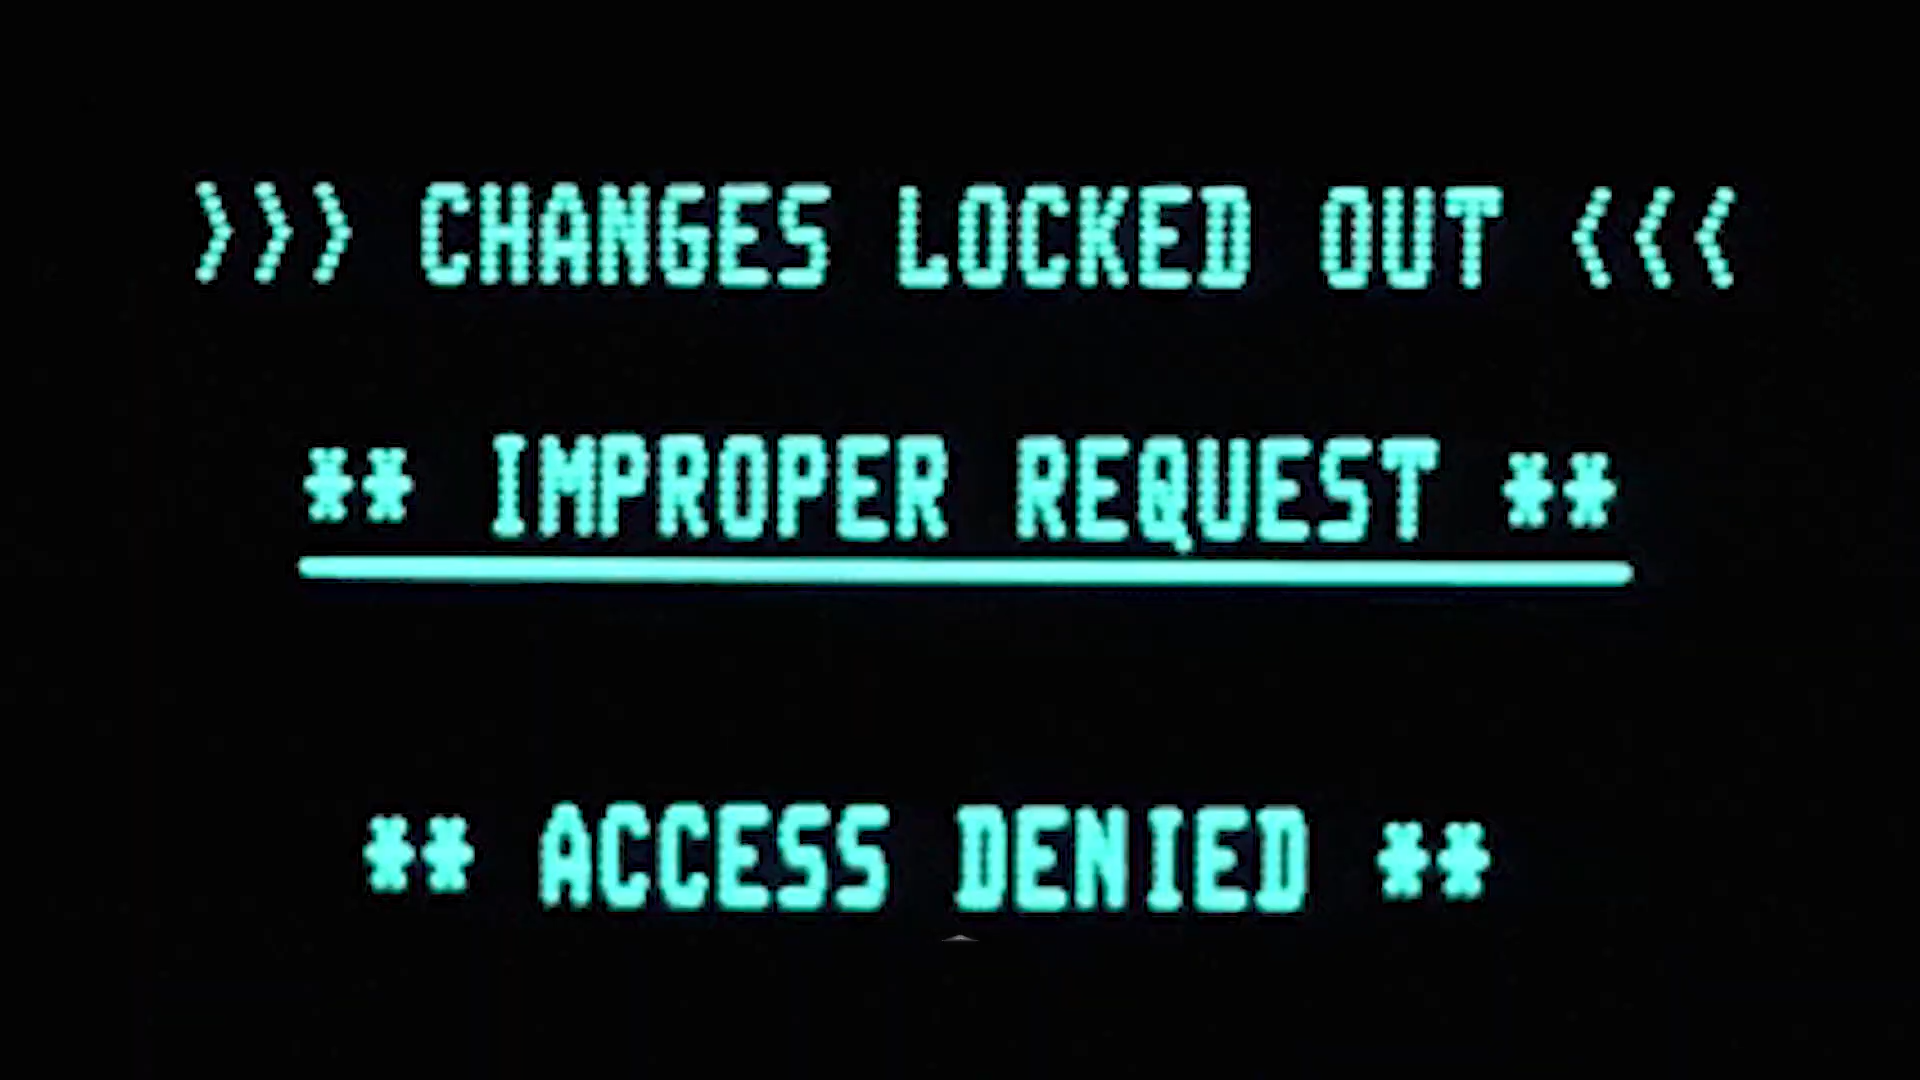 >>> CHANGES LOCKED OUT <<<
** IMPROPER REQUEST **
** ACCESS DENIED **